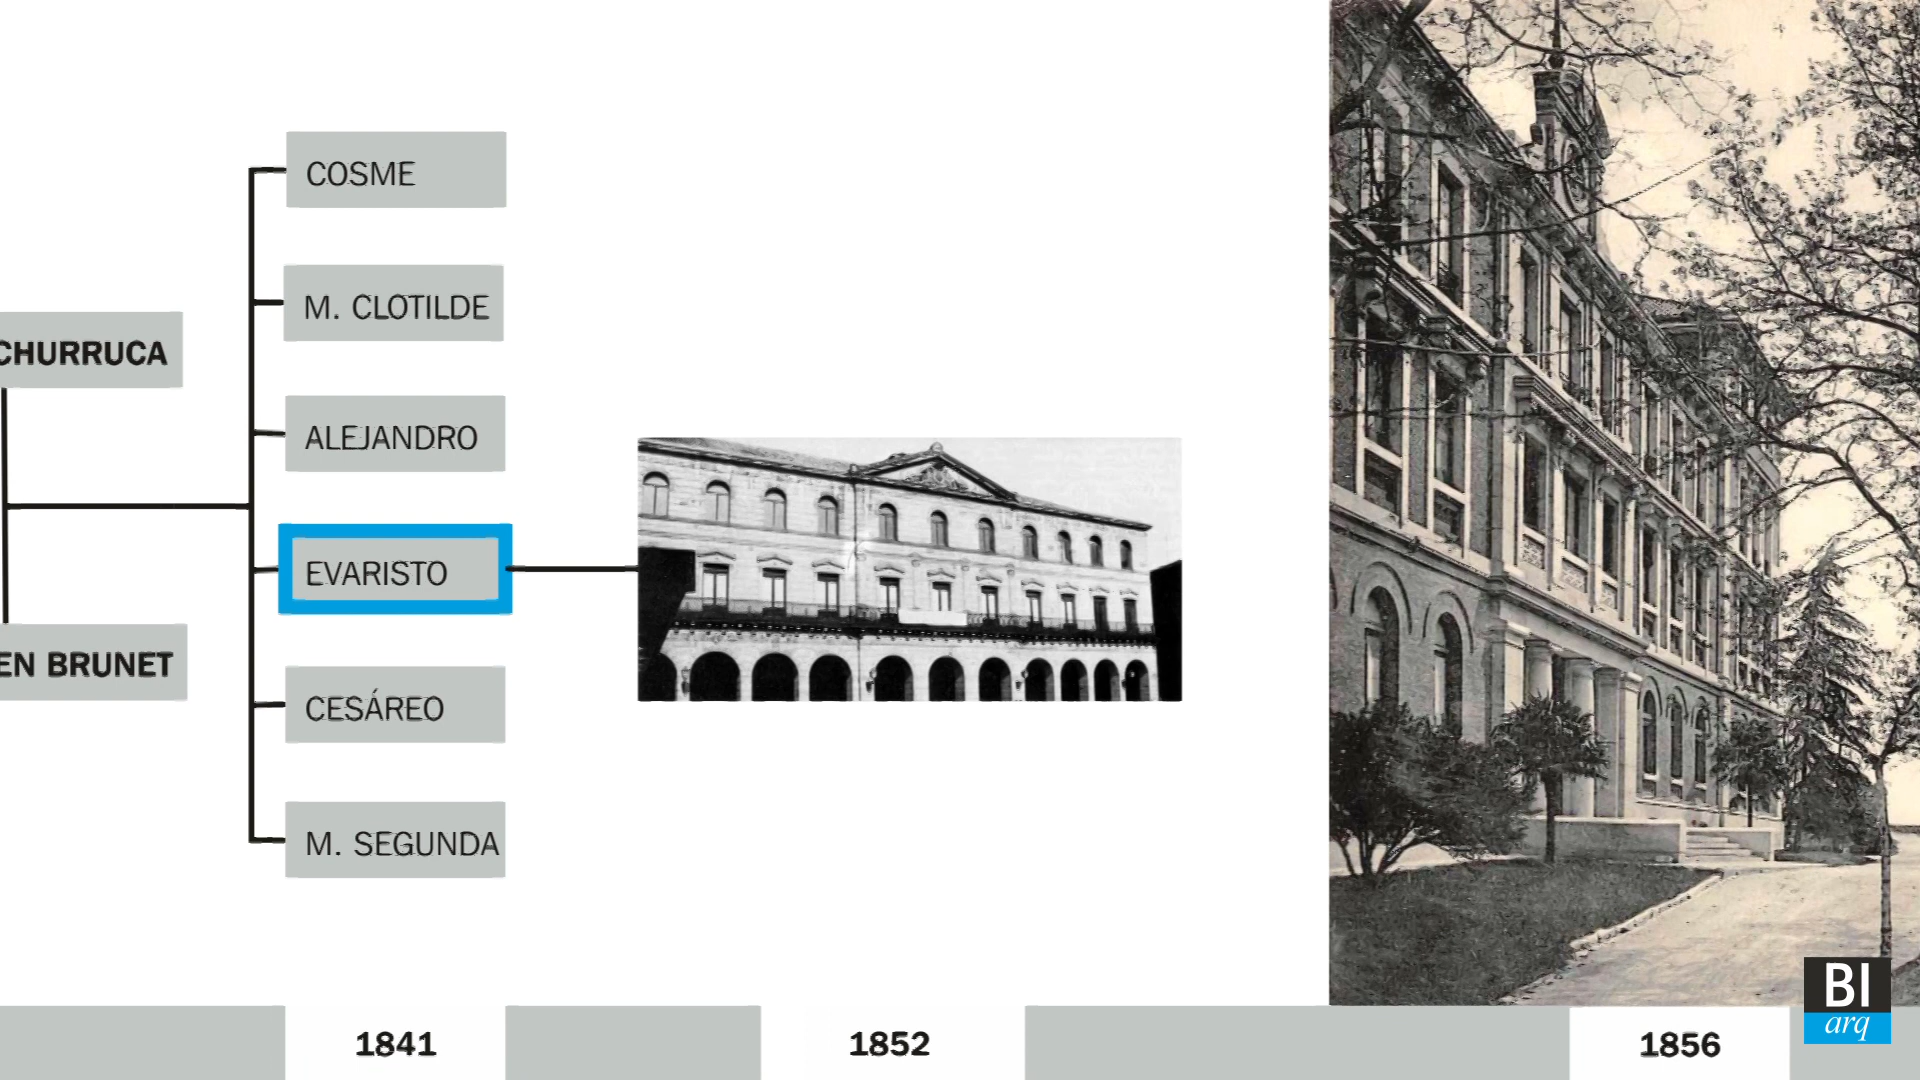 COSME
M. CLOTILDE
CHURRUCA
ALEJANDRO
EVARISTO
EN BRUNET
CESÁREO
M. SEGUNDA
1841
1852
1856
BI
arq